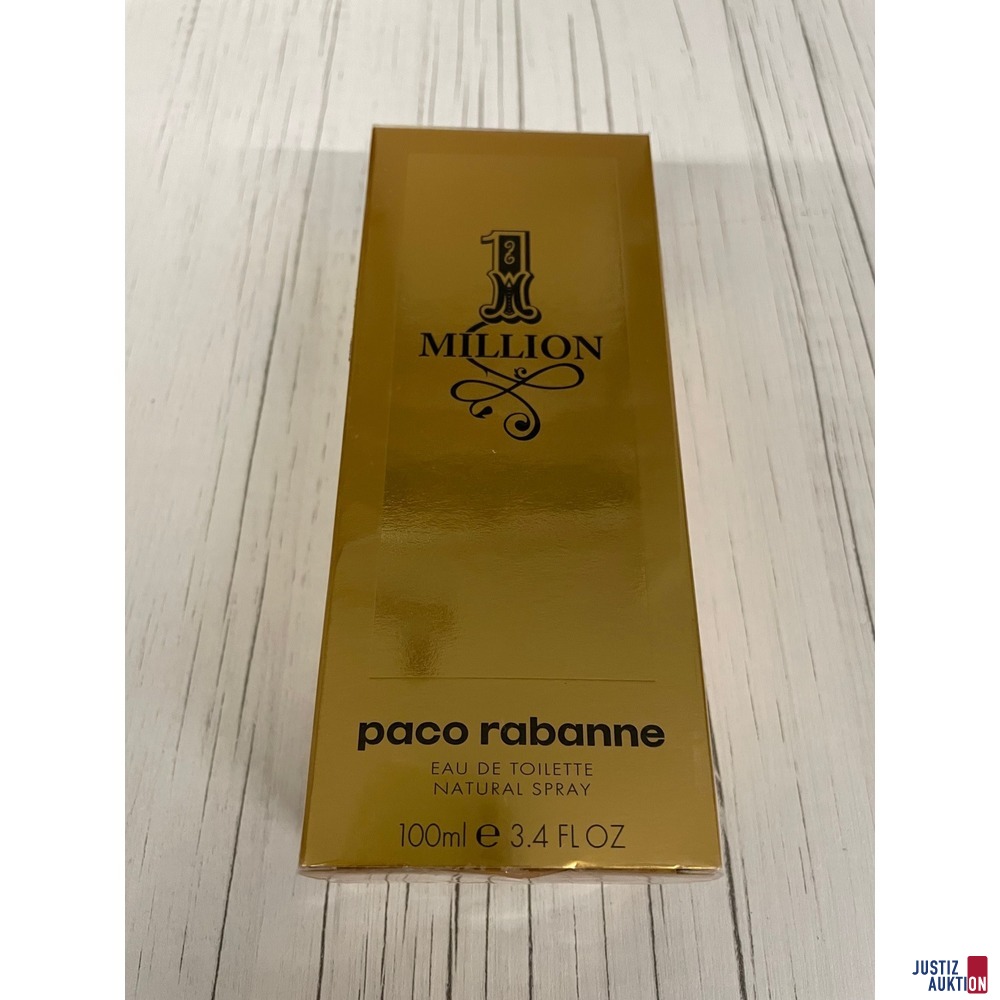 1
MILLION
paco rabanne
EAU DE TOILETTE
NATURAL SPRAY
100ml e 3.4 FL OZ
JUSTIZ
AUKTION